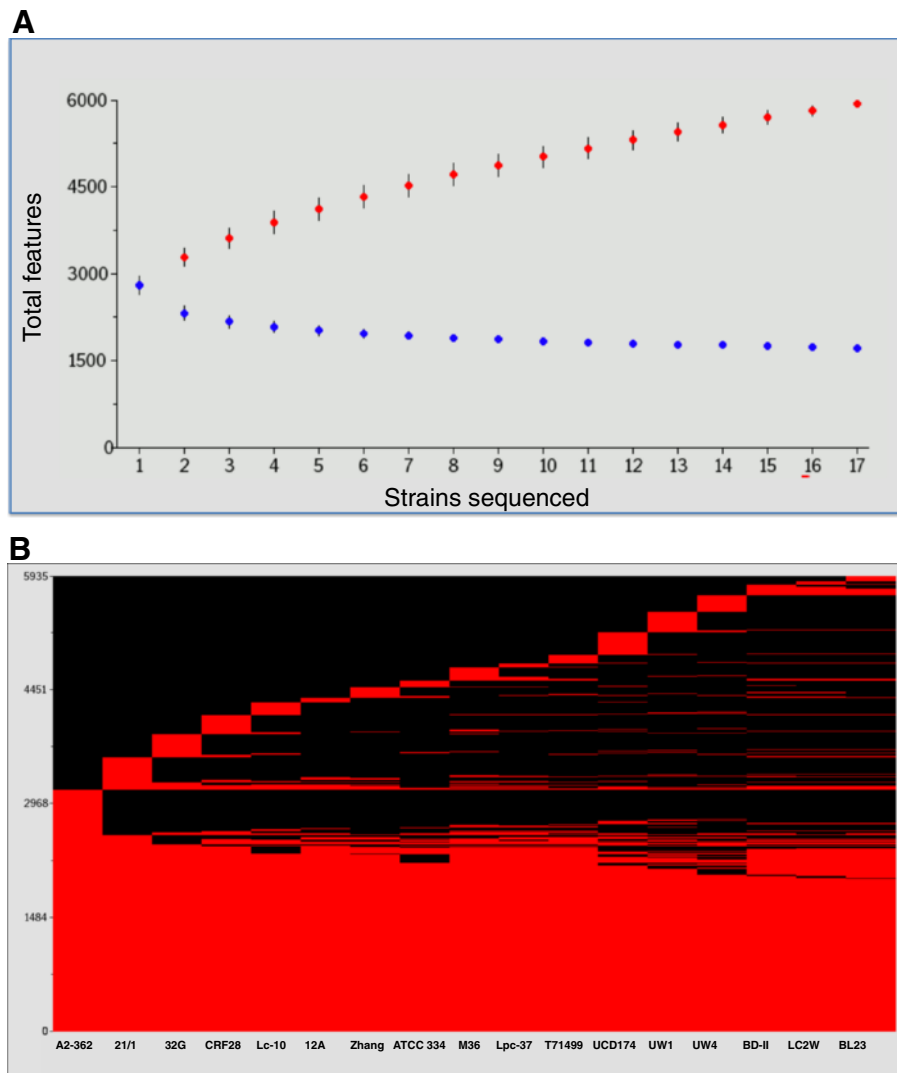 A
6000
4500
3000
1500
0
Total features
1 2 3 4 5 6 7 8 9 10 11 12 13 14 15 16 17
Strains sequenced
B
5935
4451
2968
1484
0
A2-362 21/1 32G CRF28 Lc-10 12A Zhang ATCC 334 M36 Lpc-37 T71499 UCD174 UW1 UW4 BD-II LC2W BL23